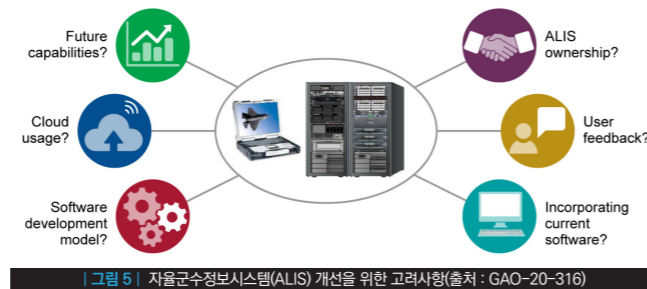 Future
capabilities?
ALIS
ownership?
Cloud
usage?
User
feedback?
Software
development
model?
Incorporating
current
software?
| 그림 5 | 자율군수정보시스템(ALIS) 개선을 위한 고려사항(출처 : GAO-20-316)